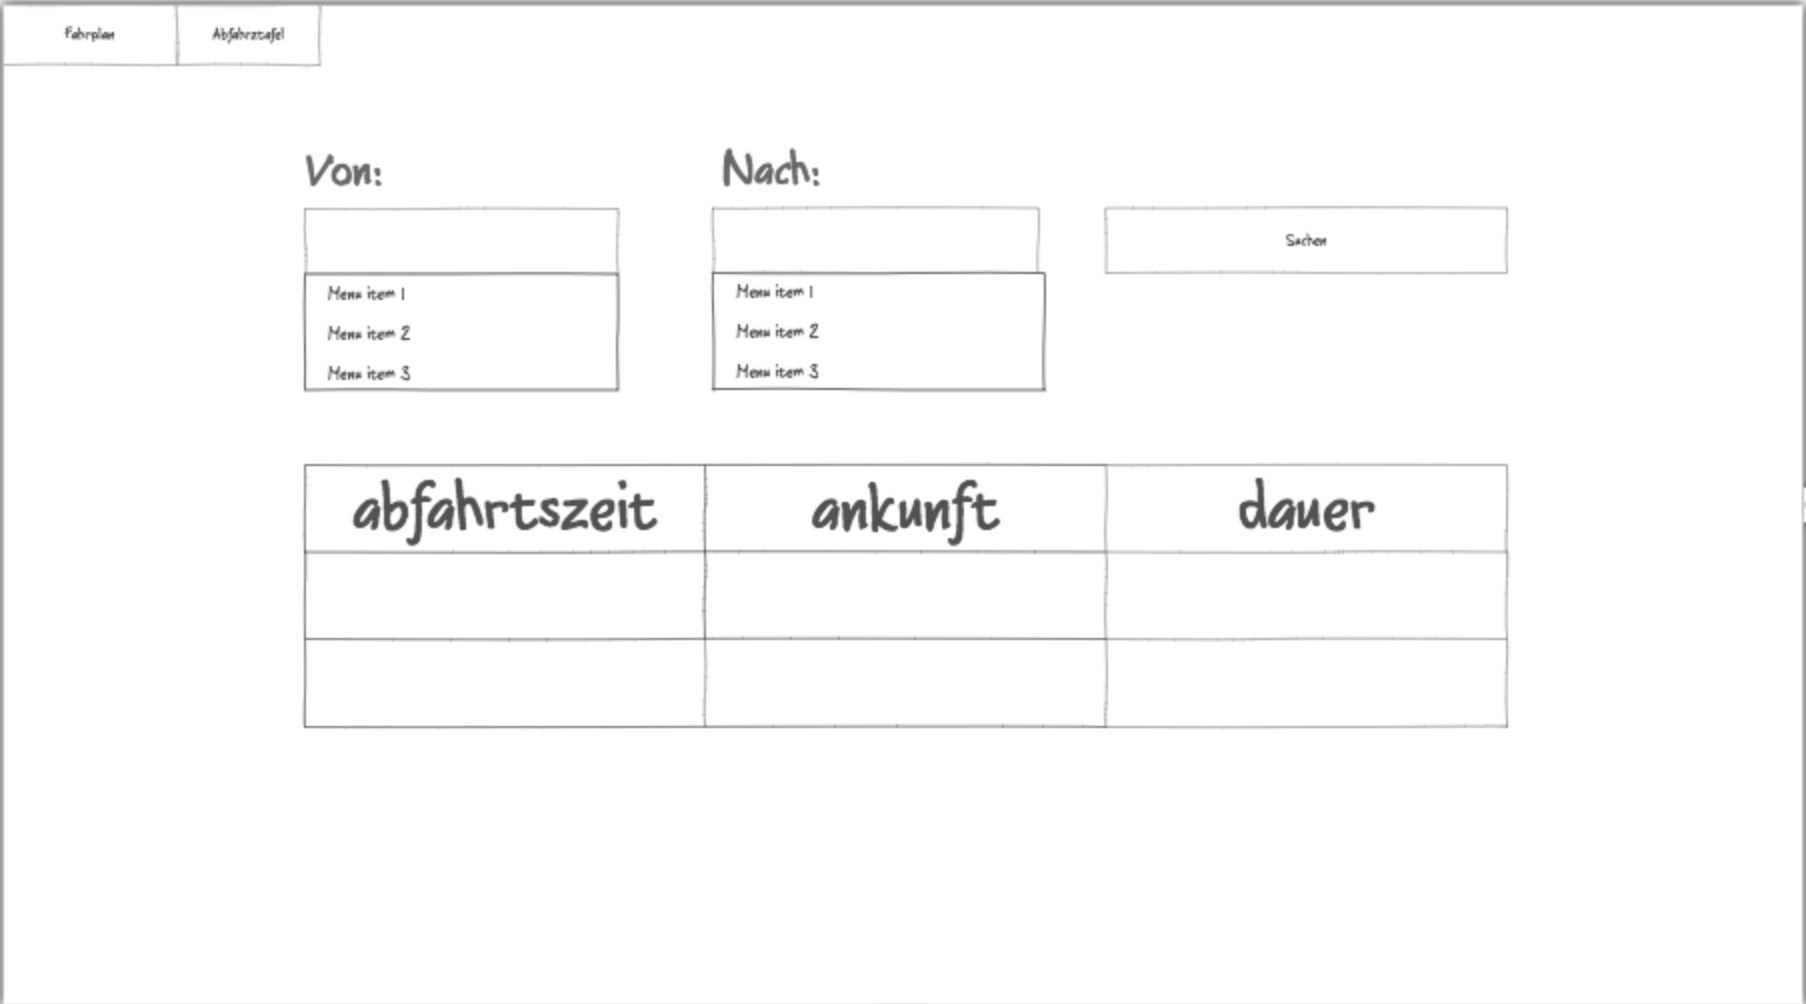 Fahrplan
Abfahrztafel
Von:
Nach:
Suchen
Menu item 1
Menu item 2
Menu item 3
Menu item 1
Menu item 2
Menu item 3
abfahrtszeit
ankunft
dauer